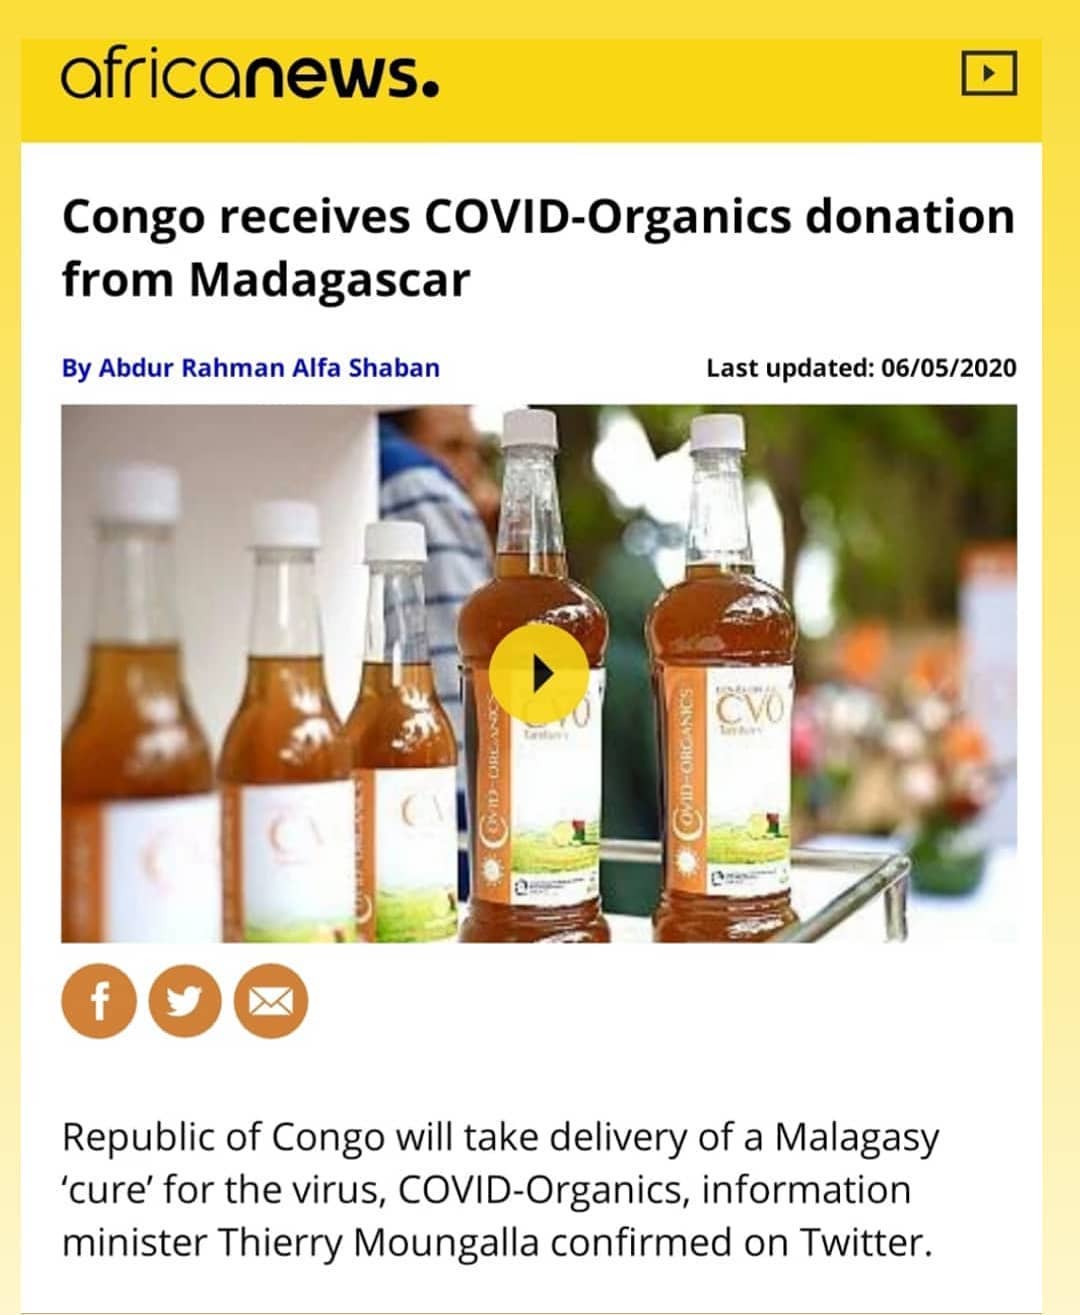 africanews.
Congo receives COVID-Organics donation
from Madagascar
By Abdur Rahman Alfa Shaban
Last updated: 06/05/2020
COVID-ORGANICS
CVO
COVID-ORGANICS
CVO
Republic of Congo will take delivery of a Malagasy
‘cure’ for the virus, COVID-Organics, information
minister Thierry Moungalla confirmed on Twitter.